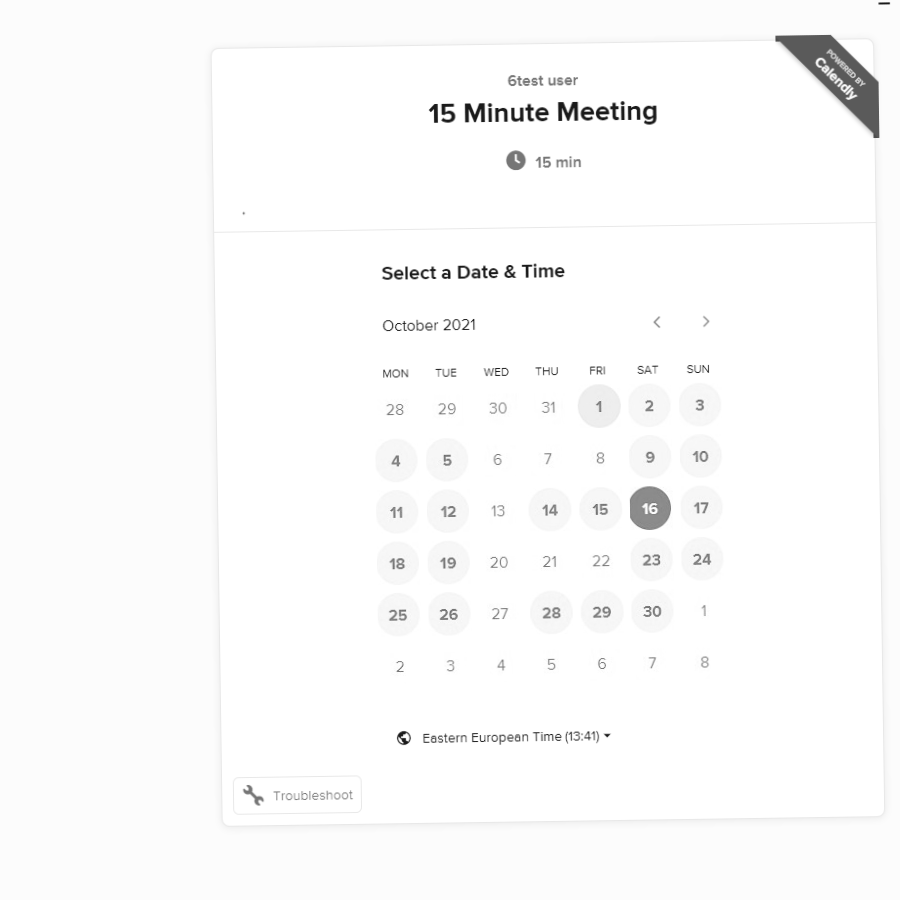 POWERED BY
Calendly
6test user
15 Minute Meeting
15 min
Select a Date & Time
October 2021
MON TUE WED THU FRI SAT SUN
28 29 30 31 1 2 3
4 5 6 7 8 9 10
11 12 13 14 15 16 17
18 19 20 21 22 23 24
25 26 27 28 29 30 1
2 3 4 5 6 7 8
Eastern European Time (13:41)
Troubleshoot